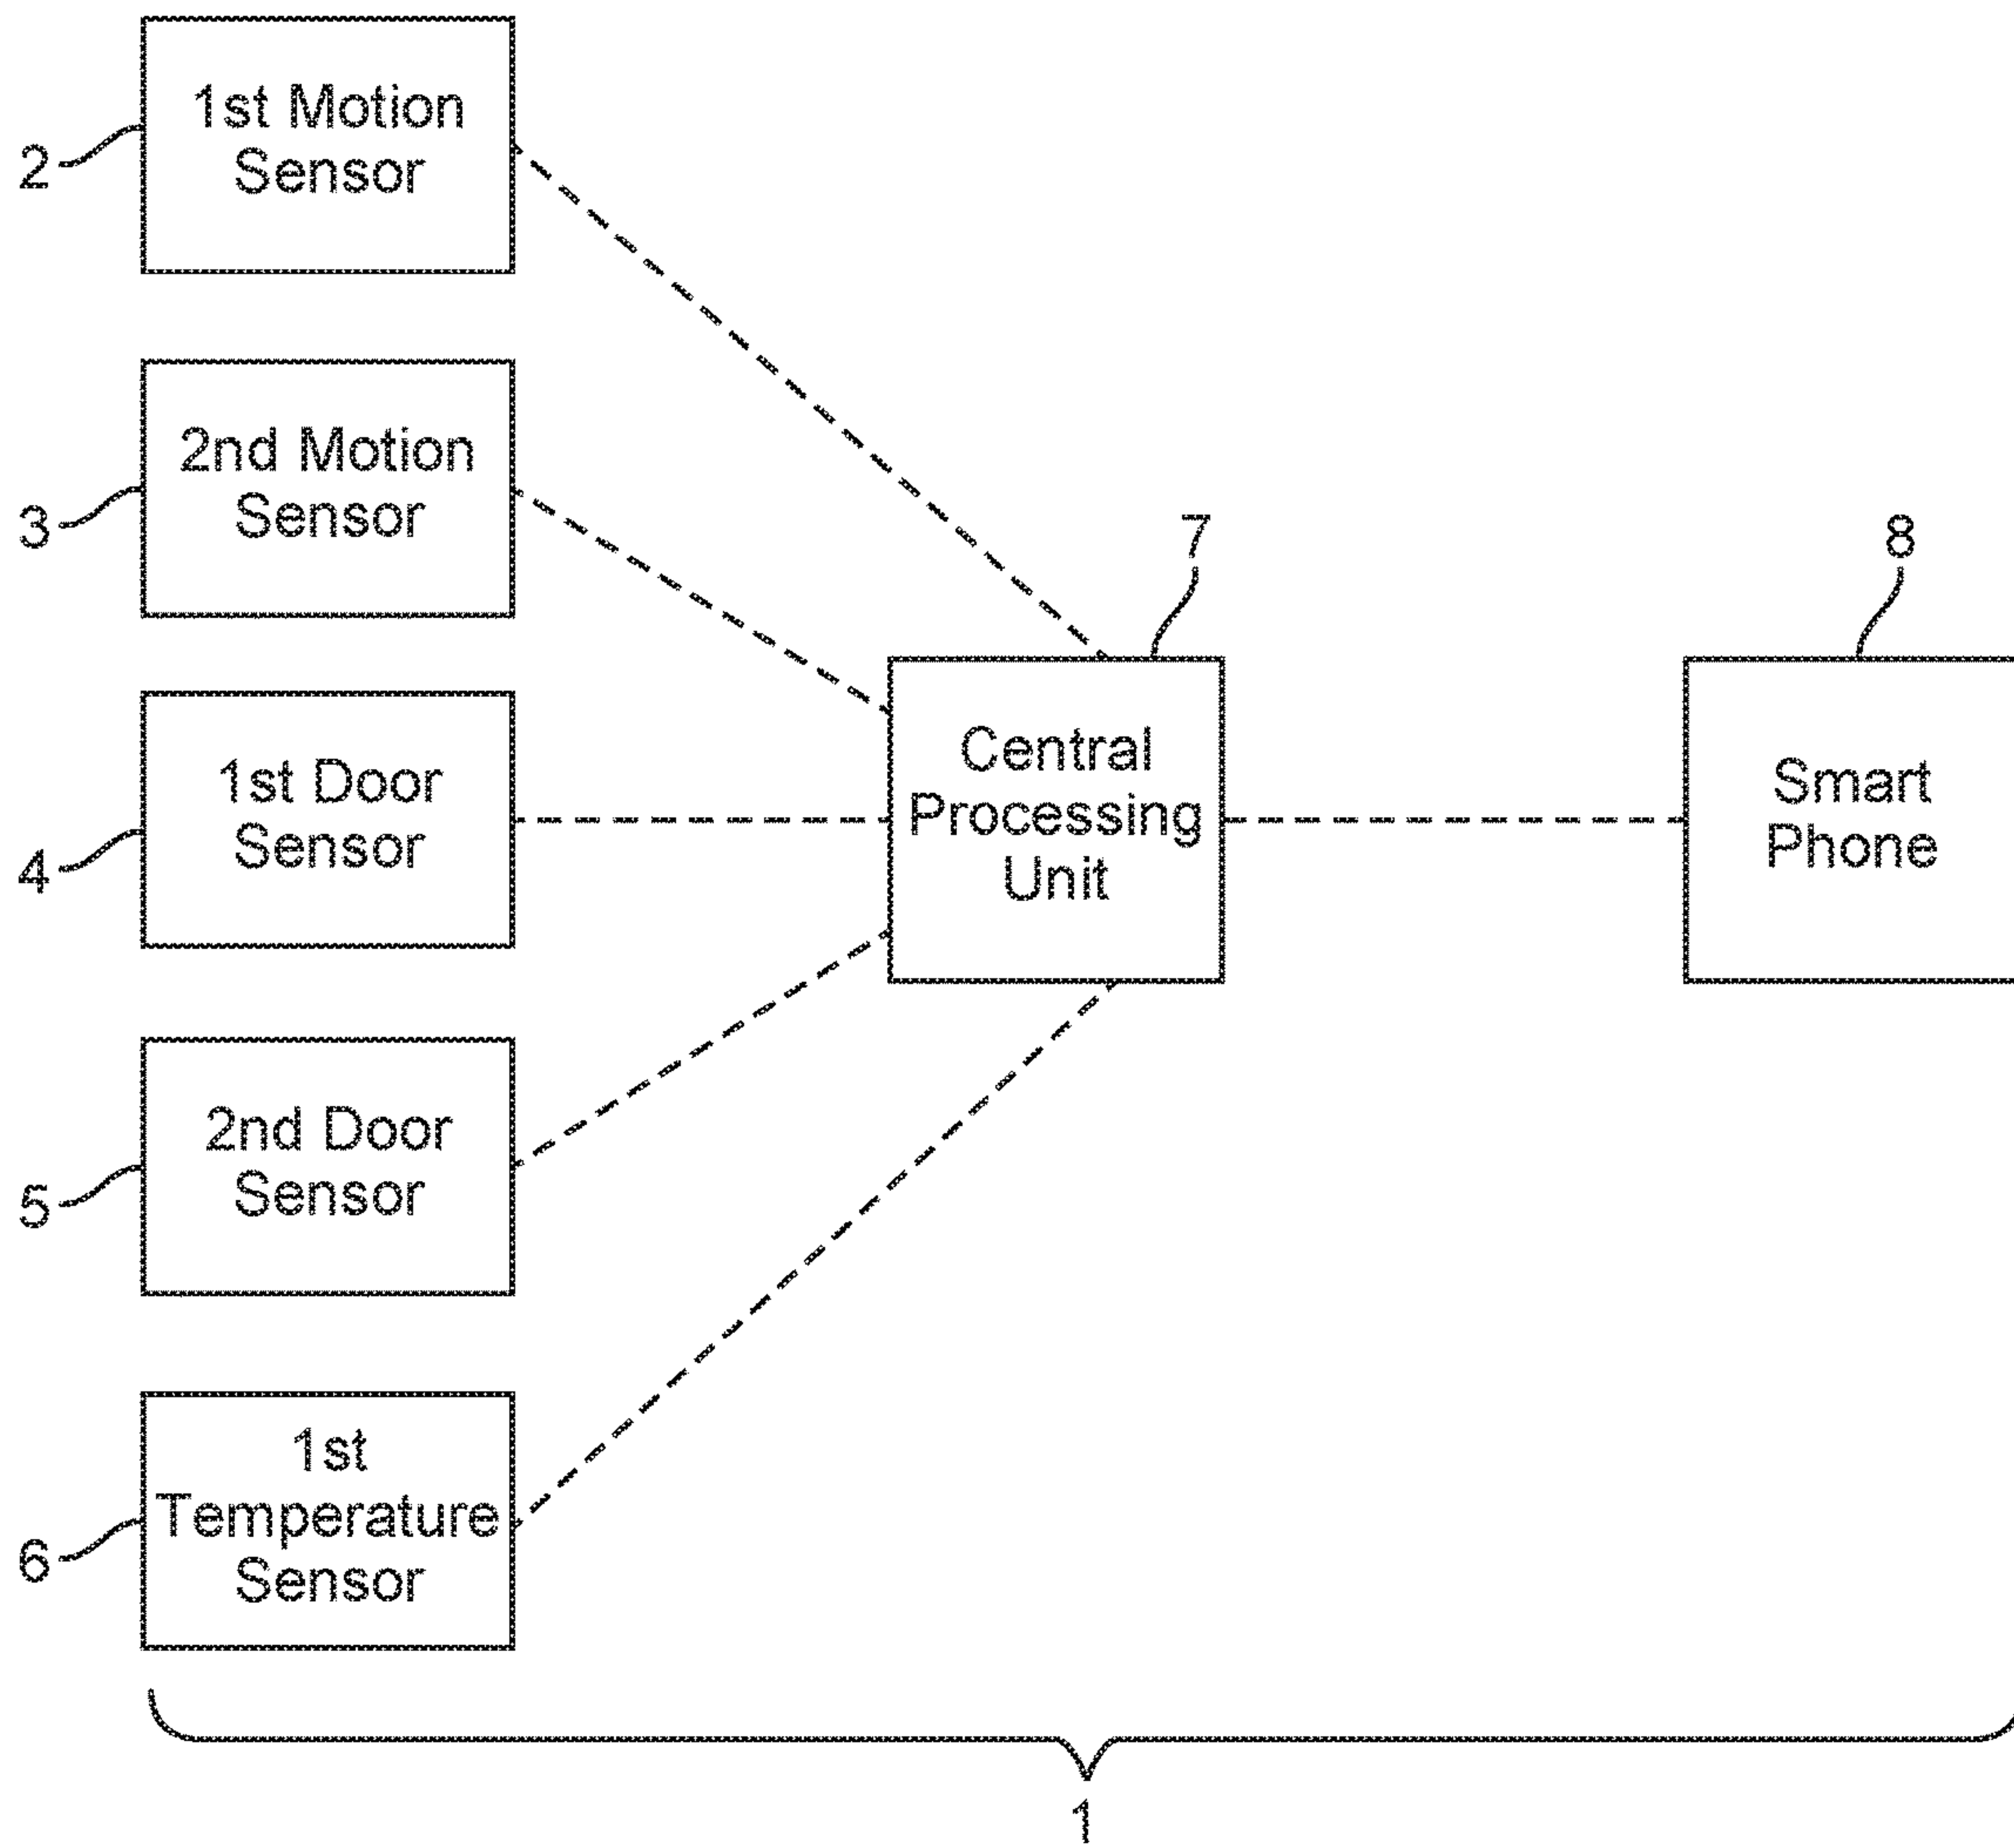 1st Motion
Sensor
2
2nd Motion
Sensor
3
7
8
1st Door
Sensor
4
Central
Processing
Unit
Smart
Phone
2nd Door
Sensor
5
1st
Temperature
Sensor
6
1